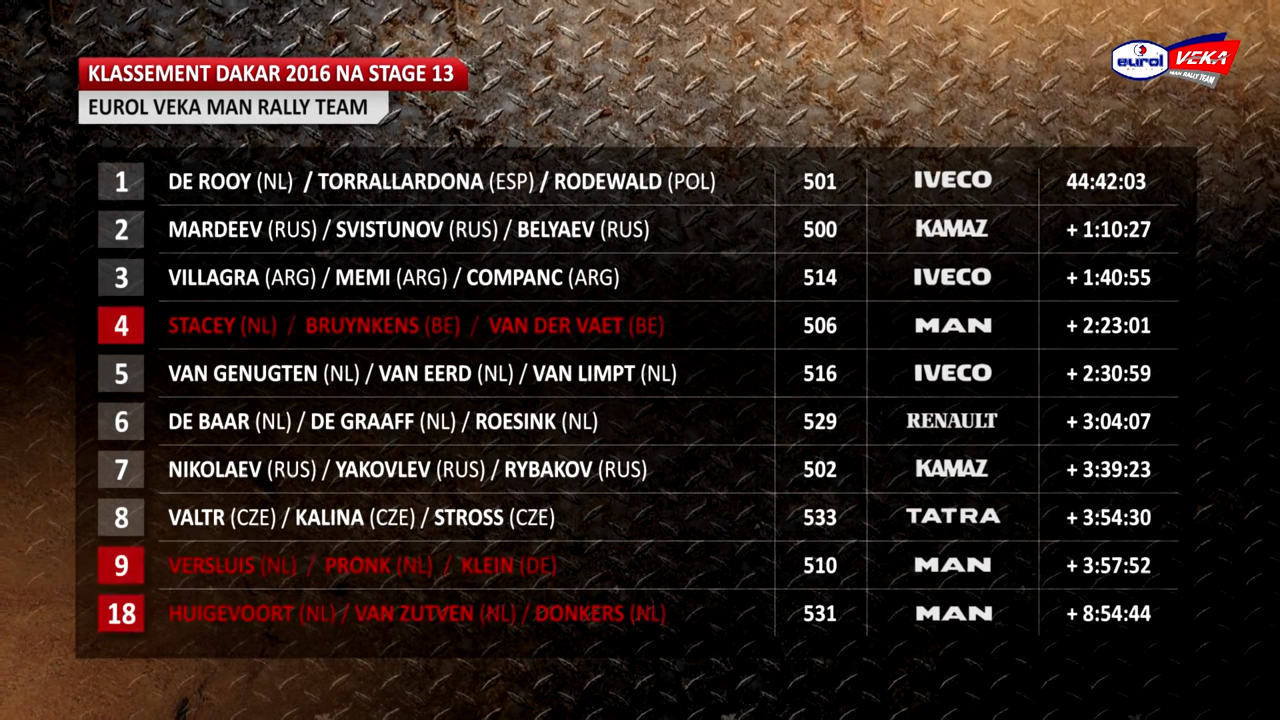 KLASSEMENT DAKAR 2016 NA STAGE 13
EUROL VEKA MAN RALLY TEAM
eurol VEKA
MAN RALLY TEAM
1 DE ROOY (NL) / TORRALLARDONA (ESP) / RODEWALD (POL) 501 IVECO 44:42:03
2 MARDEEV (RUS) / SVISTUNOV (RUS) / BELYAEV (RUS) 500 KAMAZ + 1:10:27
3 VILLAGRA (ARG) / MEMI (ARG) / COMPANC (ARG) 514 IVECO + 1:40:55
4 STACEY (NL) / BRUYNKENS (BE) / VAN DER VAET (BE) 506 MAN + 2:23:01
5 VAN GENUGTEN (NL) / VAN EERD (NL) / VAN LIMPT (NL) 516 IVECO + 2:30:59
6 DE BAAR (NL) / DE GRAAFF (NL) / ROESINK (NL) 529 RENAULT + 3:04:07
7 NIKOLAEV (RUS) / YAKOVLEV (RUS) / RYBAKOV (RUS) 502 KAMAZ + 3:39:23
8 VALTR (CZE) / KALINA (CZE) / STROSS (CZE) 533 TATRA + 3:54:30
9 VERSLUIS (NL) / PRONK (NL) / KLEIN (DE) 510 MAN + 3:57:52
18 HUIGEVOORT (NL) / VAN ZUTVEN (NL) / DONKERS (NL) 531 MAN + 8:54:44